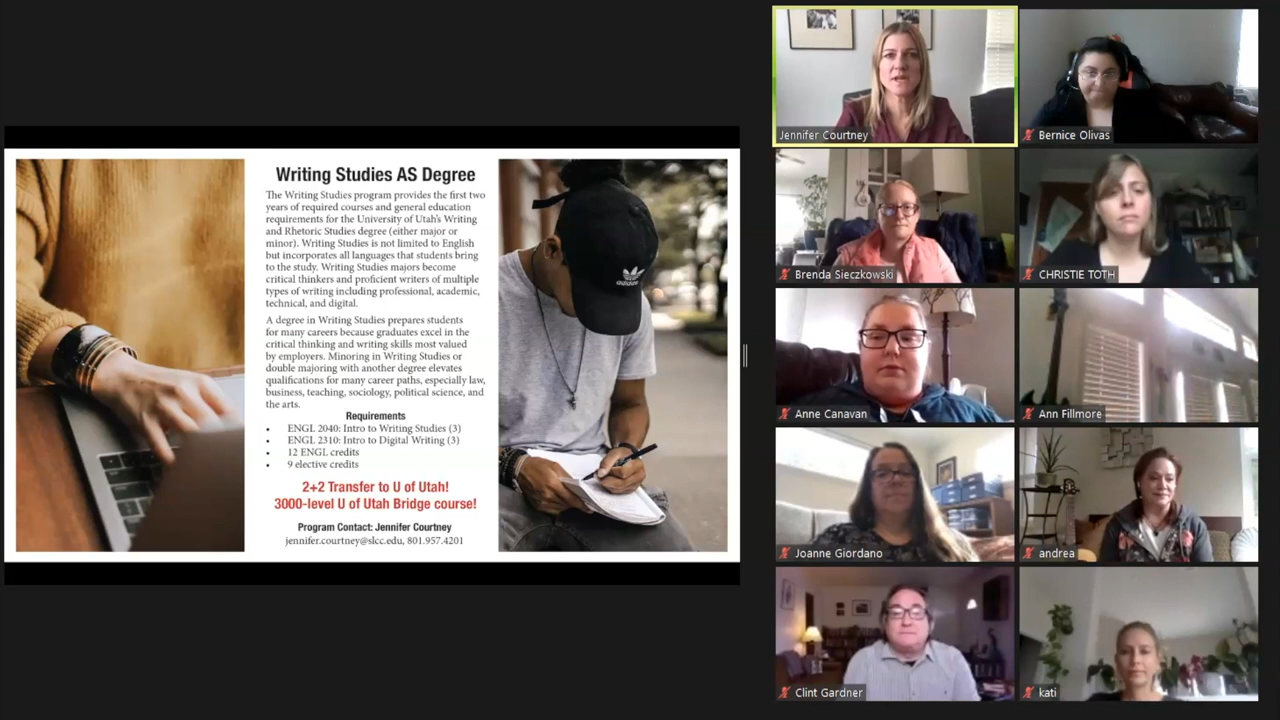 Writing Studies AS Degree
The Writing Studies program provides the first two
years of required courses and general education
requirements for the University of Utah's Writing
and Rhetoric Studies degree (either major or
minor). Writing Studies is not limited to English
but incorporates all languages that students bring
to the study. Writing Studies majors become
critical thinkers and proficient writers of multiple
types of writing including professional, academic,
technical, and digital.
A degree in Writing Studies prepares students
for many careers because graduates excel in the
critical thinking and writing skills most valued
by employers. Minoring in Writing Studies or
double majoring with another degree elevates
qualifications for many career paths, especially law,
business, teaching, sociology, political science, and
the arts.
Requirements
• ENGL 2040: Intro to Writing Studies (3)
• ENGL 2310: Intro to Digital Writing (3)
• 12 ENGL credits
• 9 elective credits
2+2 Transfer to U of Utah!
3000-level U of Utah Bridge course!
Program Contact: Jennifer Courtney
jennifer.courtney@slcc.edu, 801.957.4201
adidas
Jennifer Courtney
Bernice Olivas
Brenda Sieczkowski
CHRISTIE TOTH
Anne Canavan
Ann Fillmore
Joanne Giordano
andrea
Clint Gardner
kati